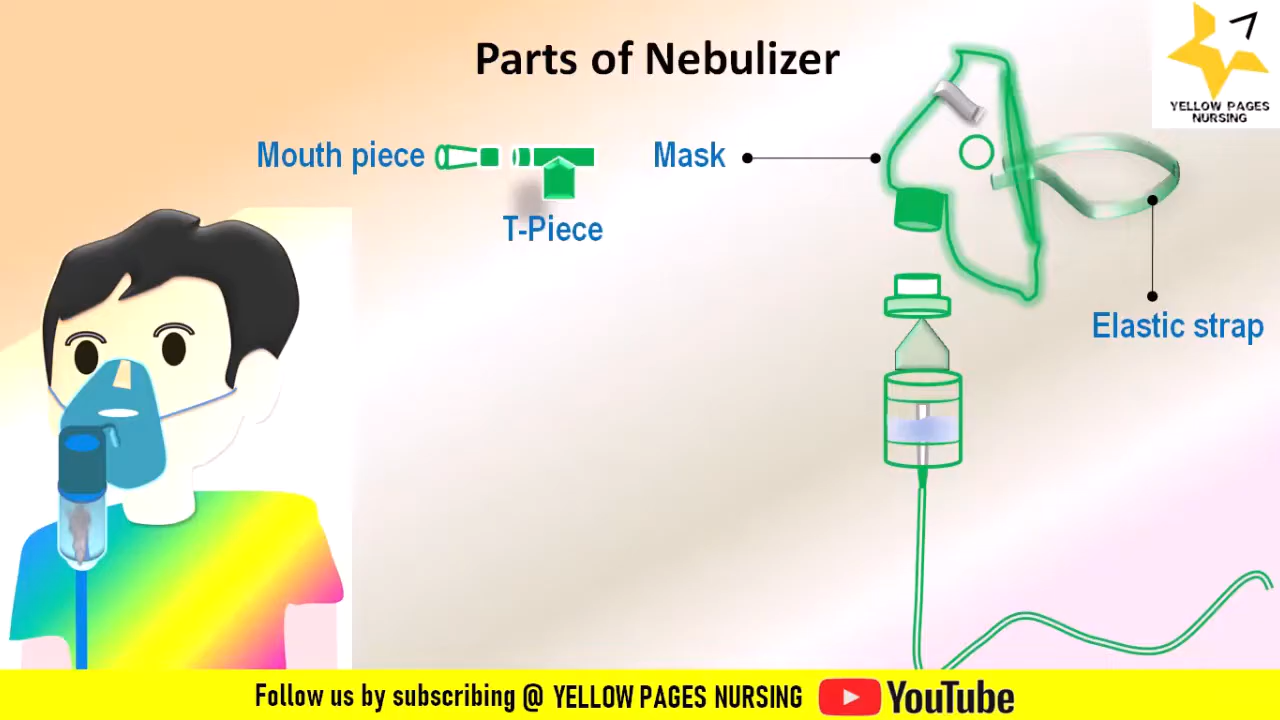 Parts of Nebulizer
YELLOW PAGES
NURSING
Mouth piece
Mask
T-Piece
Elastic strap
Follow us by subscribing @ YELLOW PAGES NURSING YouTube